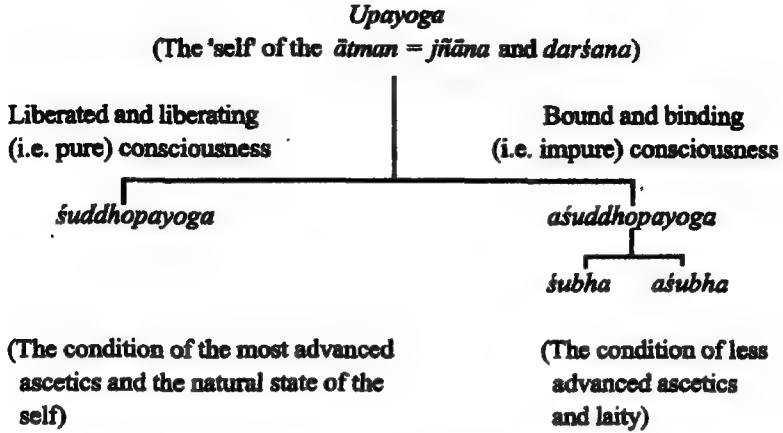 Upayoga
(The 'self' of the ātman = jñāna and darśana)
Liberated and liberating
(i.e. pure) consciousness
Bound and binding
(i.e. impure) consciousness
śuddhopayoga
aśuddhopayoga
śubha aśubha
(The condition of the most advanced
ascetics and the natural state of the
self)
(The condition of less
advanced ascetics
and laity)